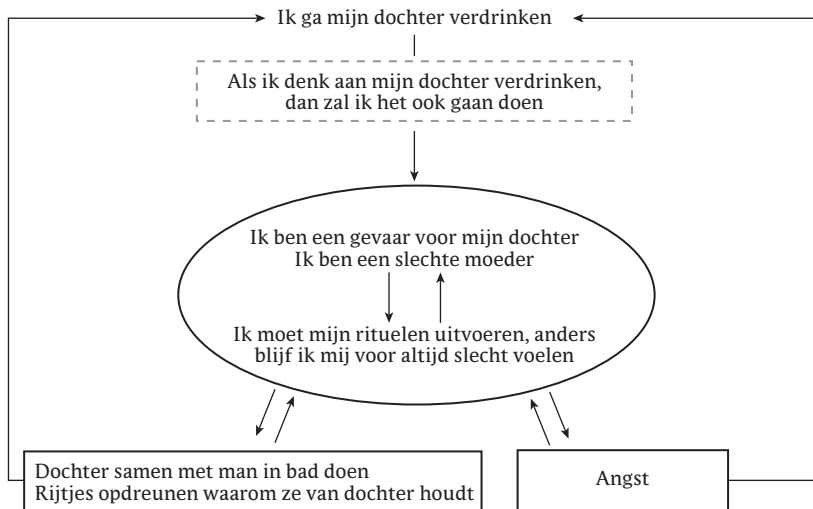 Ik ga mijn dochter verdrinken
Als ik denk aan mijn dochter verdrinken,
dan zal ik het ook gaan doen
Ik ben een gevaar voor mijn dochter
Ik ben een slechte moeder
Ik moet mijn rituelen uitvoeren, anders
blijf ik mij voor altijd slecht voelen
Dochter samen met man in bad doen
Rijtjes opdreunen waarom ze van dochter houdt
Angst